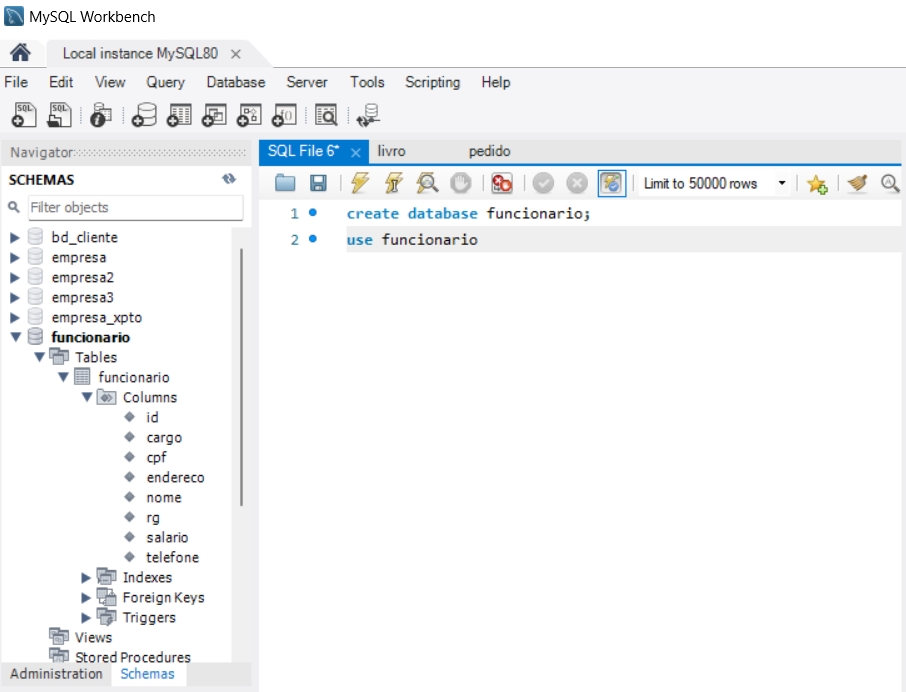 MySQL Workbench
Local instance MySQL80
File Edit View Query Database Server Tools Scripting Help
SQL SQL
Navigator
SCHEMAS
Filter objects
bd_cliente
empresa
empresa2
empresa3
empresa_xpto
funcionario
Tables
funcionario
Columns
id
cargo
cpf
endereco
nome
rg
salario
telefone
Indexes
Foreign Keys
Triggers
Views
Stored Procedures
Administration Schemas
SQL File 6* livro pedido
Limit to 50000 rows
1 create database funcionario;
2 use funcionario